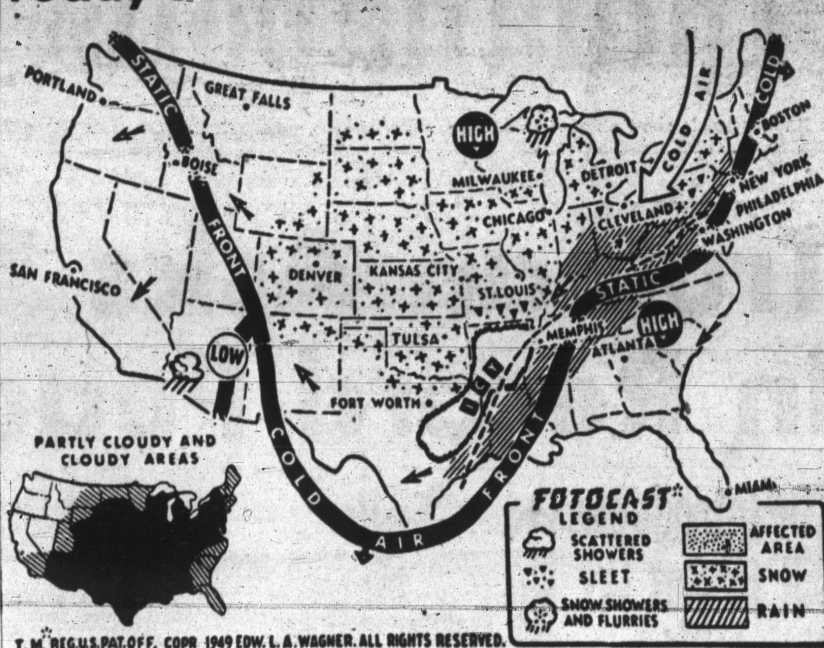 STATIC
COLD
PORTLAND
GREAT FALLS
COLD AIR
HIGH
BOSTON
BOISE
MILWAUKEE
DETROIT
NEW YORK
PHILADELPHIA
CHICAGO
CLEVELAND
WASHINGTON
FRONT
DENVER
KANSAS CITY
SAN FRANCISCO
ST. LOUIS
STATIC
LOW
TULSA
MEMPHIS
HIGH
ATLANTA
ICY
FORT WORTH
COLD
AIR
FRONT
MIAMI
PARTLY CLOUDY AND
CLOUDY AREAS
FOTOCAST*
LEGEND
SCATTERED
SHOWERS
SLEET
SNOW SHOWERS
AND FLURRIES
AFFECTED
AREA
SNOW
RAIN
T. M.* REG. U.S. PAT. OFF. COPR 1949 EDW. L. A. WAGNER. ALL RIGHTS RESERVED.